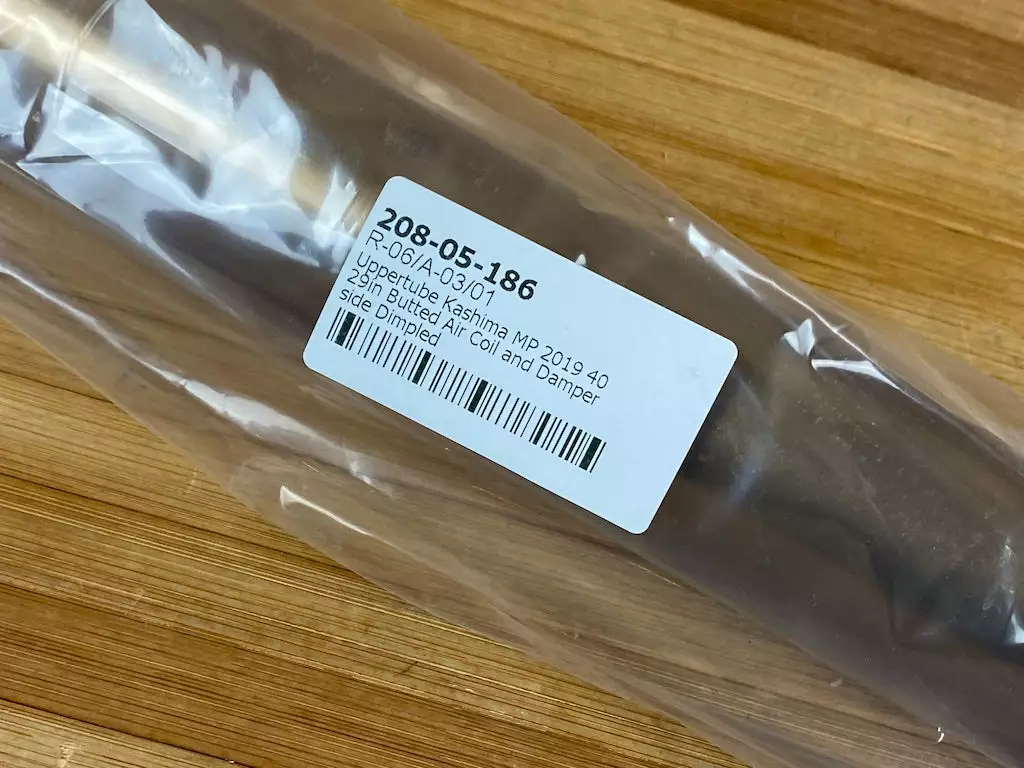 208-05-186
R-06/A-03/01
Uppertube Kashima MP 2019 40
29in Butted Air Coil and Damper
side Dimpled